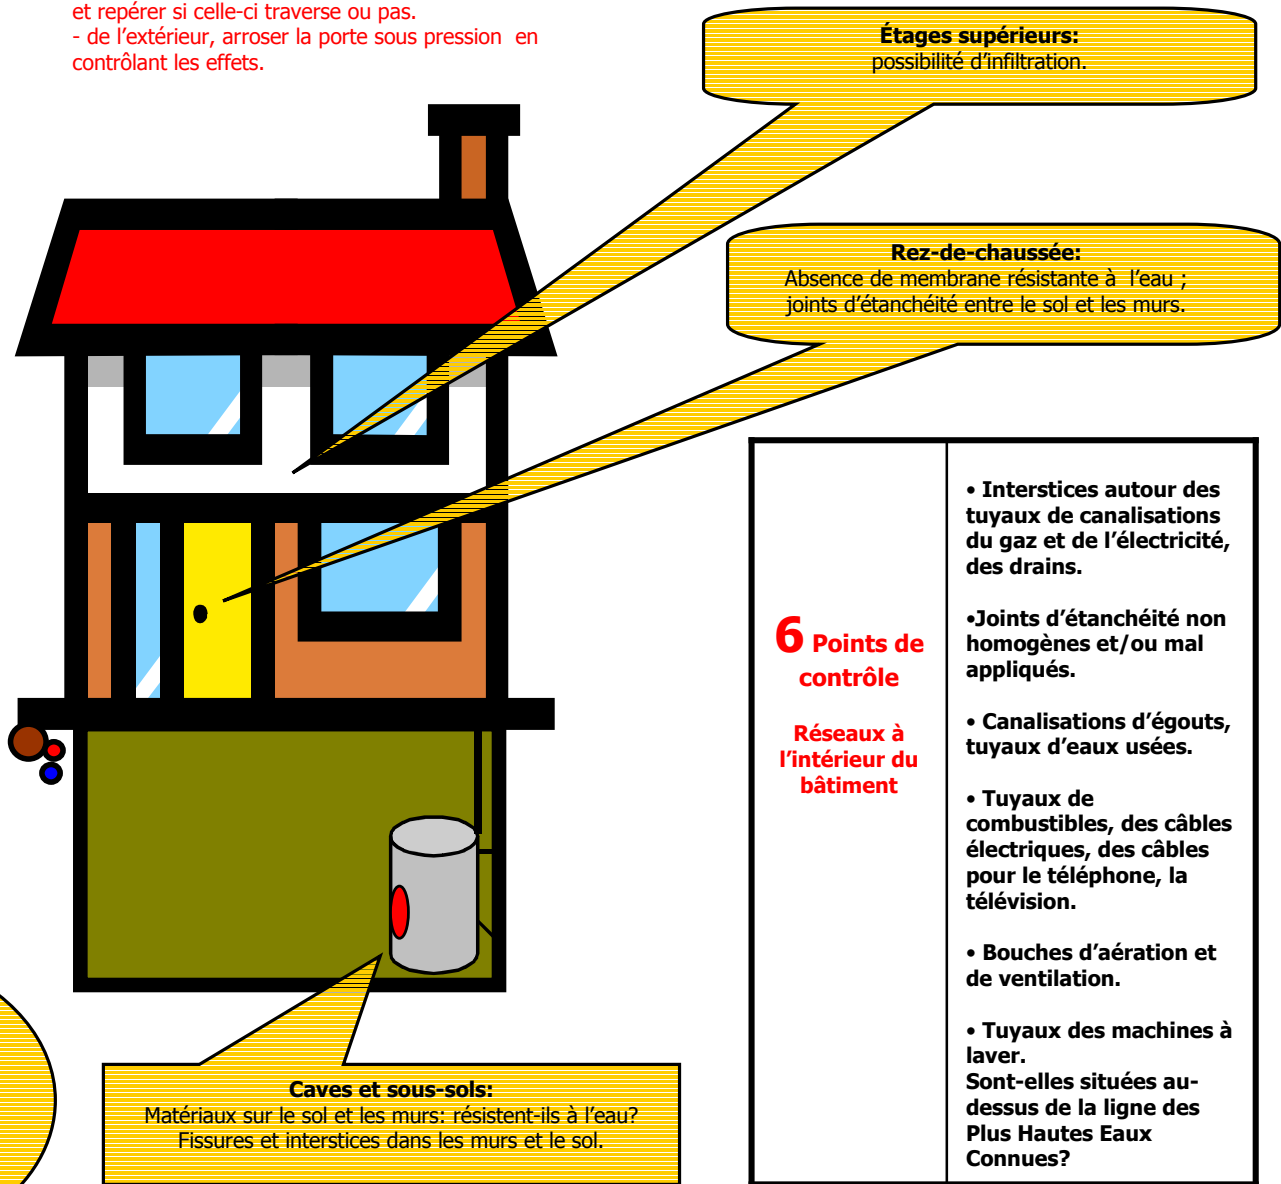 et repérer si celle-ci traverse ou pas.
- de l’extérieur, arroser la porte sous pression en
contrôlant les effets.
Étages supérieurs:
possibilité d’infiltration.
Rez-de-chaussée:
Absence de membrane résistante à l’eau ;
joints d’étanchéité entre le sol et les murs.
6 Points de
contrôle
Réseaux à
l’intérieur du
bâtiment
• Interstices autour des
tuyaux de canalisations
du gaz et de l’électricité,
des drains.
•Joints d’étanchéité non
homogènes et/ou mal
appliqués.
• Canalisations d’égouts,
tuyaux d’eaux usées.
• Tuyaux de
combustibles, des câbles
électriques, des câbles
pour le téléphone, la
télévision.
• Bouches d’aération et
de ventilation.
• Tuyaux des machines à
laver.
Sont-elles situées au-
dessus de la ligne des
Plus Hautes Eaux
Connues?
Caves et sous-sols:
Matériaux sur le sol et les murs: résistent-ils à l’eau?
Fissures et interstices dans les murs et le sol.